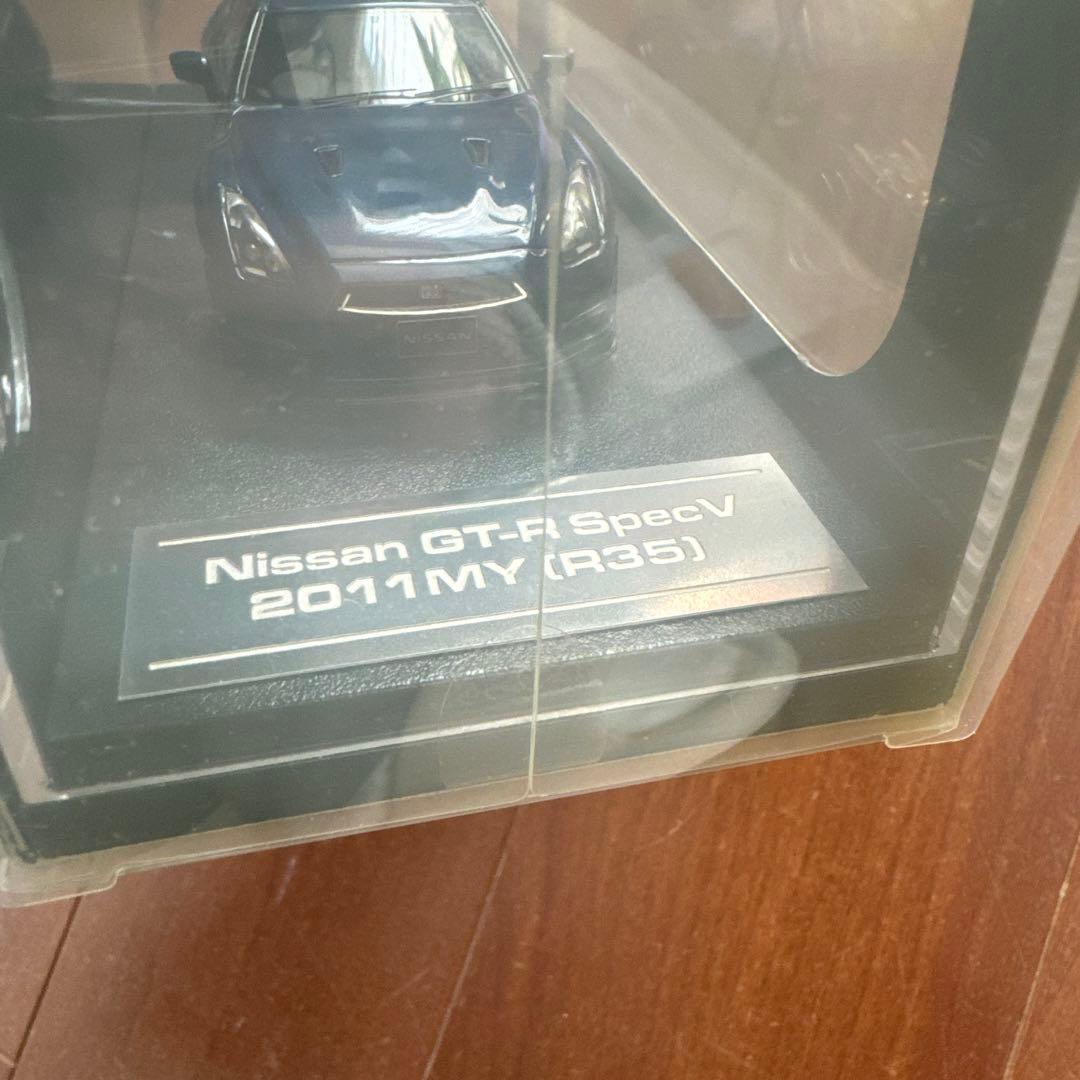 NISSAN
Nissan GT-R SpecV
2011MY (R35)